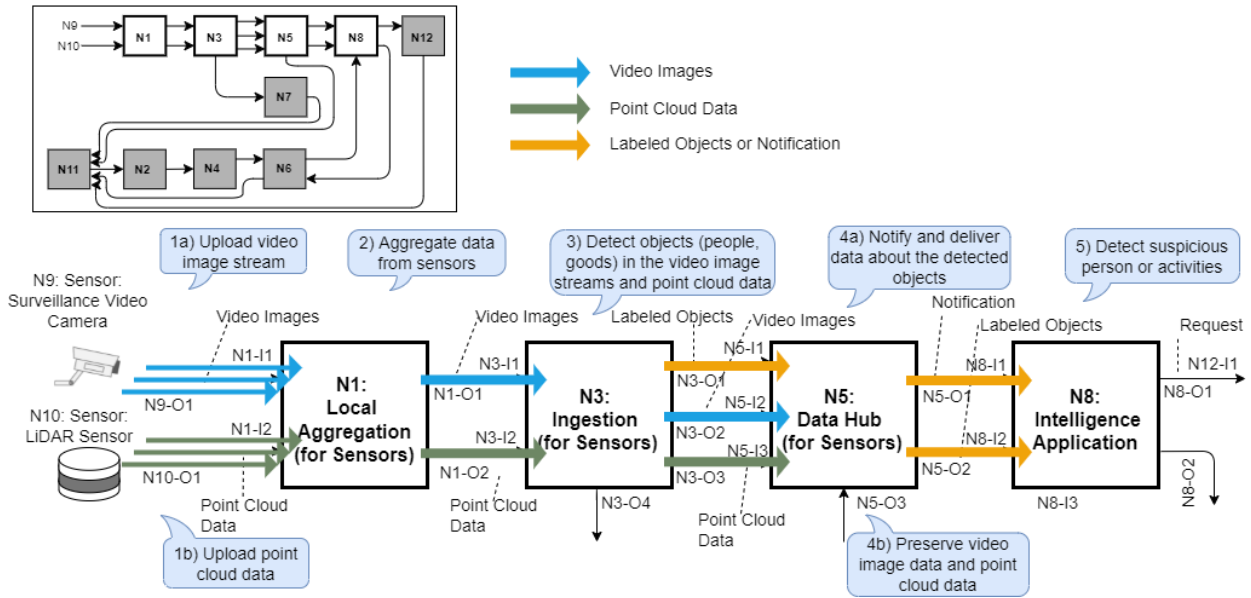 N9
N10
N1
N3
N5
N8
N12
N7
N11
N2
N4
N6
Video Images
Point Cloud Data
Labeled Objects or Notification
1a) Upload video
image stream
2) Aggregate data
from sensors
3) Detect objects (people,
goods) in the video image
streams and point cloud data
4a) Notify and deliver
data about the detected
objects
5) Detect suspicious
person or activities
N9: Sensor:
Surveillance Video
Camera
Video Images
Video Images
Labeled Objects
Video Images
Notification
Labeled Objects
Request
N1-I1
N9-O1
N3-I1
N1-O1
N5-I1
N3-O1
N5-I2
N3-O2
N8-I1
N5-O1
N12-I1
N8-O1
N1:
Local
Aggregation
(for Sensors)
N3:
Ingestion
(for Sensors)
N5:
Data Hub
(for Sensors)
N8:
Intelligence
Application
N10: Sensor:
LiDAR Sensor
N1-I2
N10-O1
N3-I2
N1-O2
N5-I3
N3-O3
N8-I2
N5-O2
N8-O2
Point Cloud
Data
Point Cloud
Data
N3-O4
Point Cloud
Data
N5-O3
N8-I3
1b) Upload point
cloud data
4b) Preserve video
image data and point
cloud data